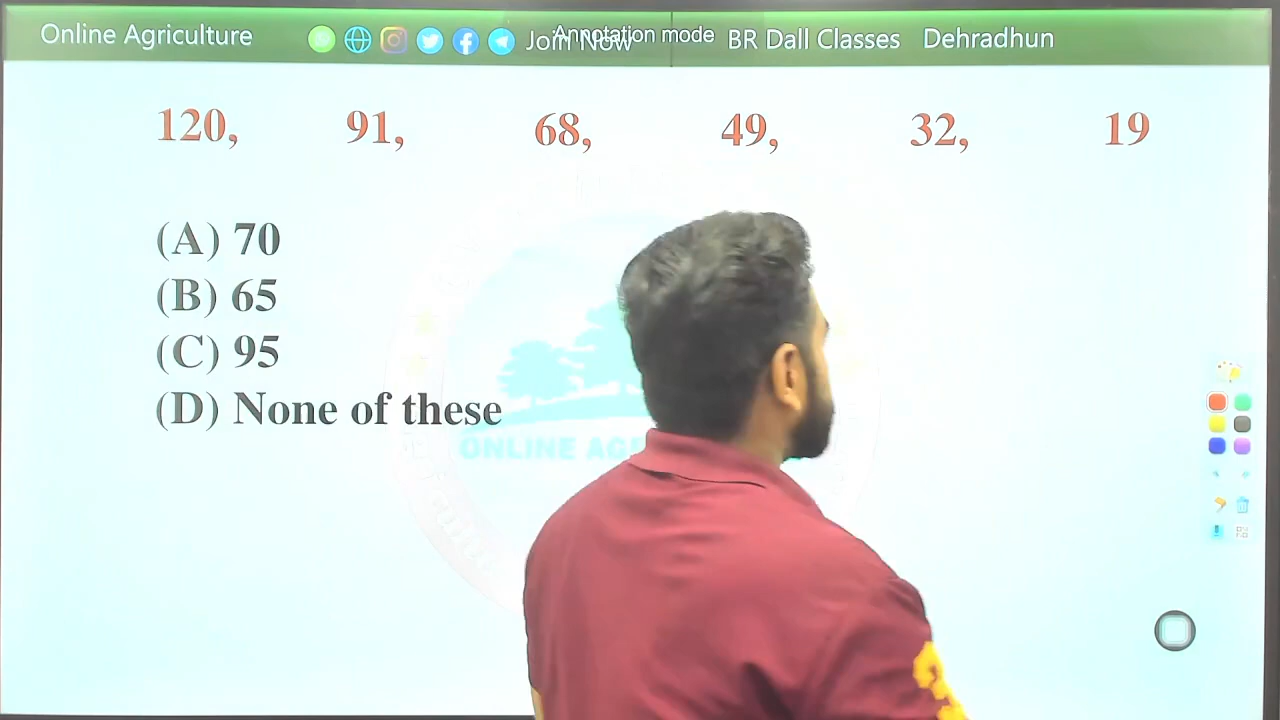 Online Agriculture Join Now Annotation mode BR Dall Classes Dehradhun
120, 91, 68, 49, 32, 19
(A) 70
(B) 65
(C) 95
(D) None of these
ONLINE